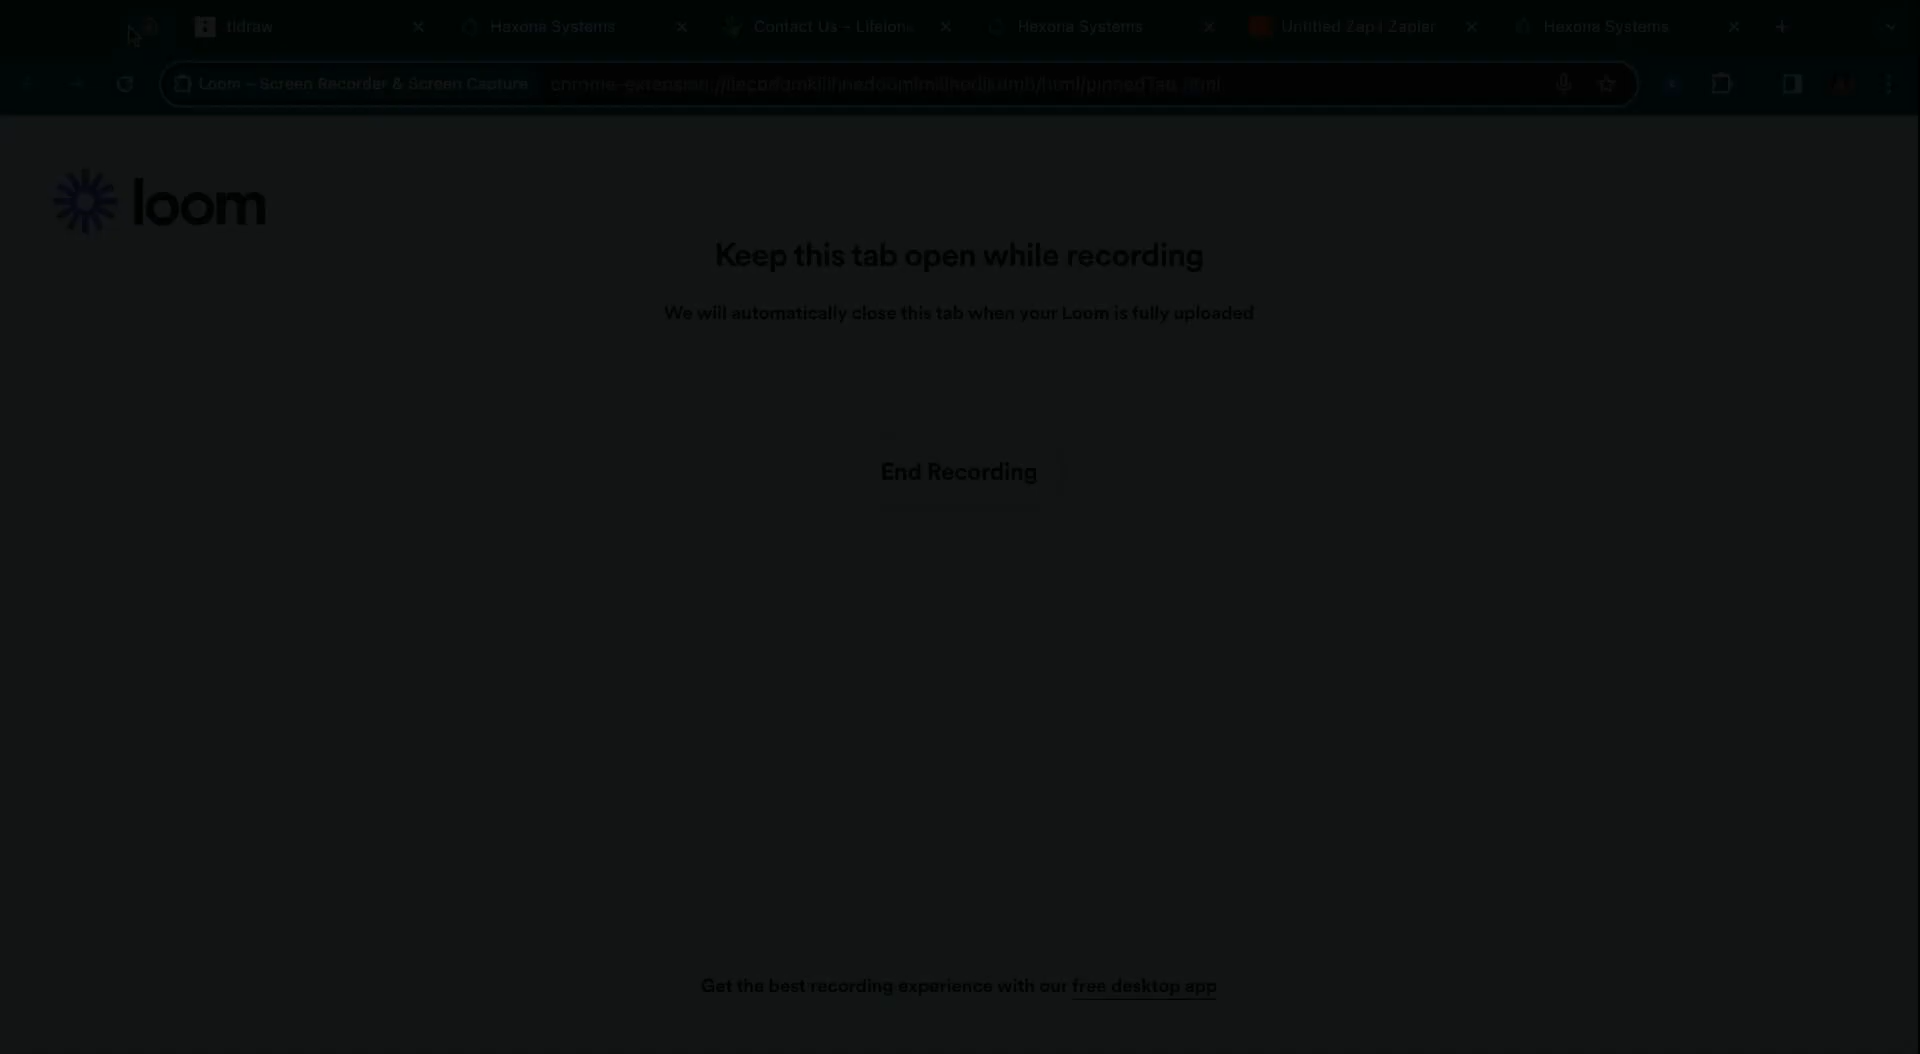 tldraw
Haxona Systems
Contact Us - Lifelon
Hexona Systems
Untitled Zap | Zapier
Hexona Systems
Loom – Screen Recorder & Screen Capture
loom
Keep this tab open while recording
We will automatically close this tab when your Loom is fully uploaded
End Recording
Get the best recording experience with our free desktop app